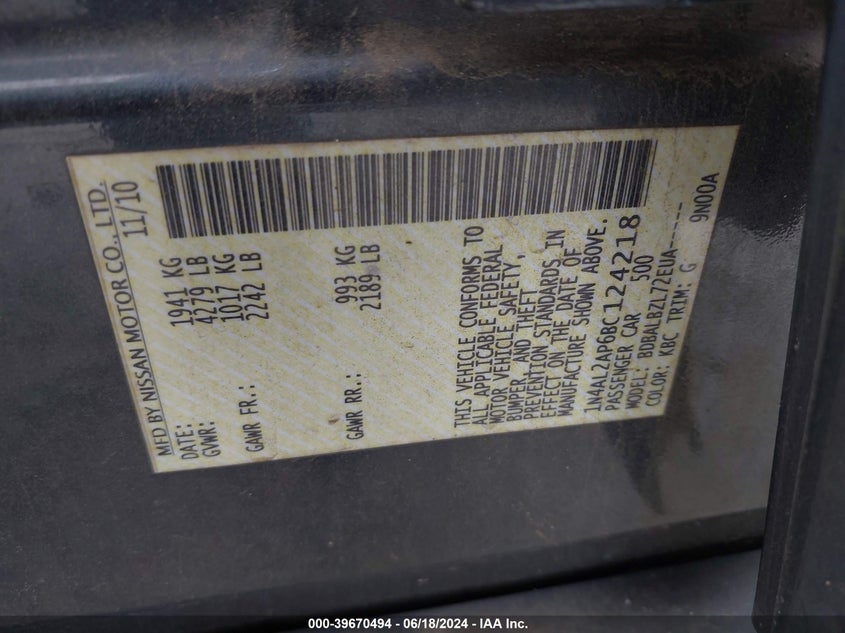 MFD BY NISSAN MOTOR CO., LTD.
DATE: 11/10
GVWR: 1941 KG
4279 LB
GAWR FR.: 1017 KG
2242 LB
GAWR RR.: 993 KG
2189 LB
THIS VEHICLE CONFORMS TO
ALL APPLICABLE FEDERAL
MOTOR VEHICLE SAFETY,
BUMPER, AND THEFT
PREVENTION STANDARDS IN
EFFECT ON THE DATE OF
MANUFACTURE SHOWN ABOVE.
1N4AL2AP6BC124218
PASSENGER CAR 500
MODEL: BDBALBZL72EUA-----
COLOR: KBC TRIM: G 9N00A
000-39670494 - 06/18/2024 - IAA Inc.